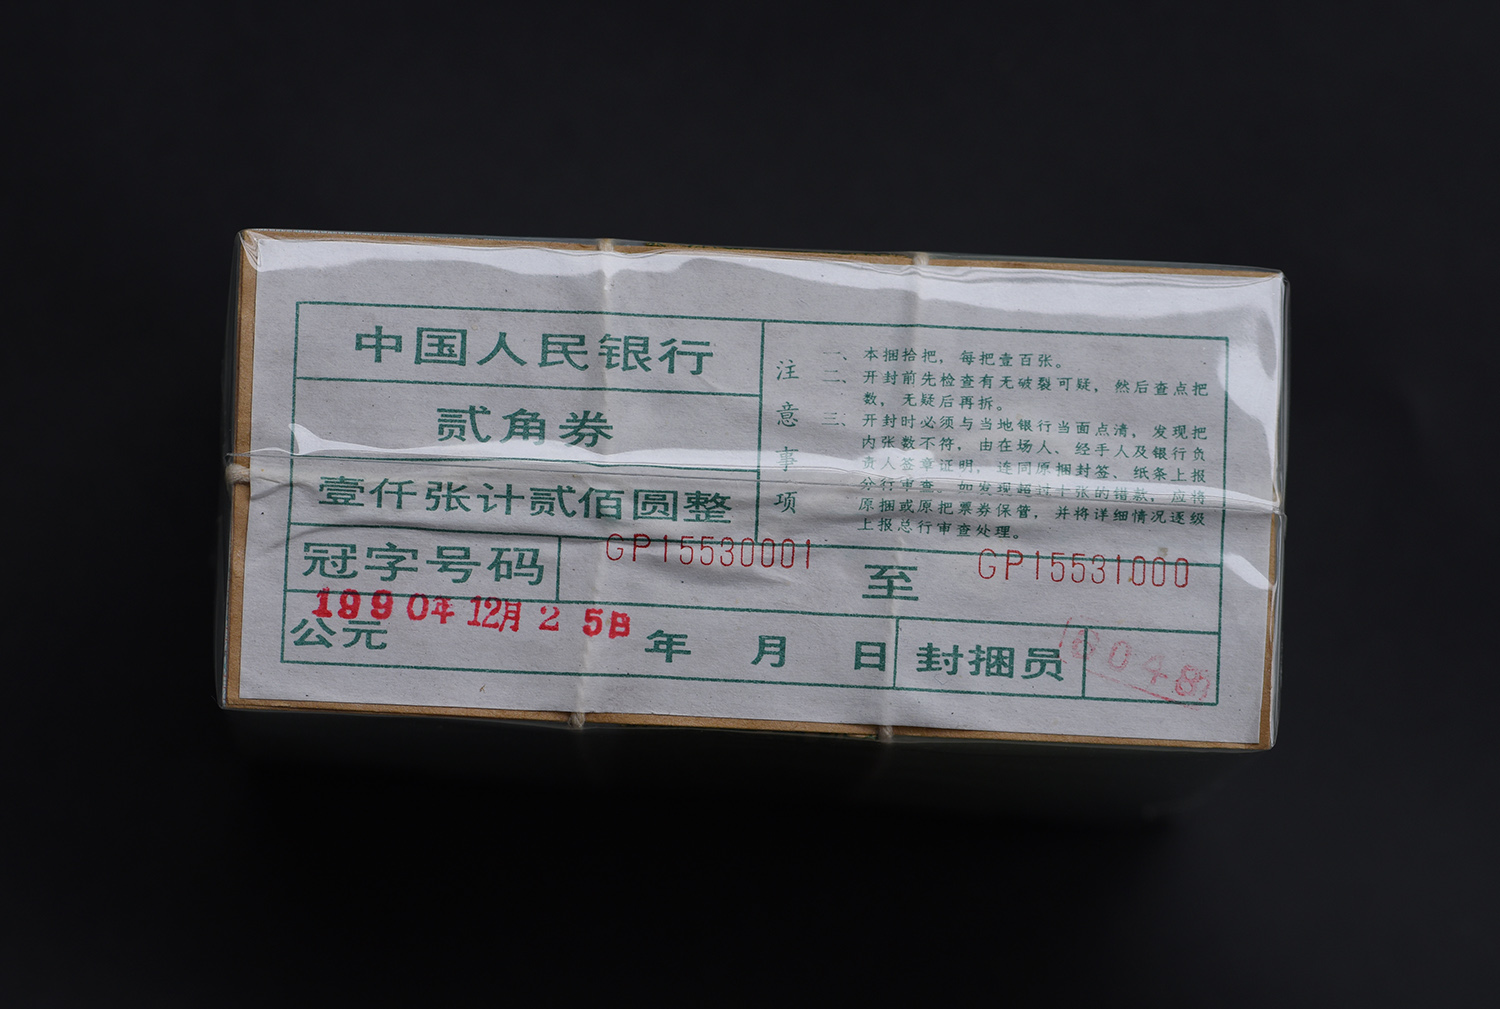 中国人民银行
贰角券
壹仟张计贰佰圆整
注意事项
一、本捆拾把，每把壹百张。
二、开封前先检查有无破裂可疑，然后查点把
数，无疑后再拆。
三、开封时必须与当地银行当面点清，发现把
内张数不符，由在场人、经手人及银行负
责人签章证明，连同原捆封签、纸条上报
分行审查。如发现超过十张的错款，应将
原捆或原把票券保管，并将详细情况逐级
上报总行审查处理。
冠字号码 GP15530001 至 GP15531000
1990年12月25日
公元 年 月 日 封捆员